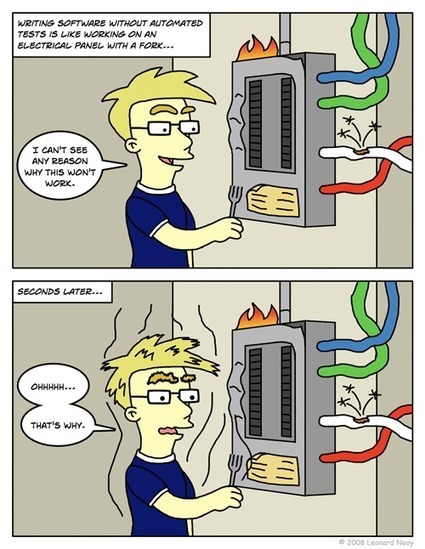 WRITING SOFTWARE WITHOUT AUTOMATED
TESTS IS LIKE WORKING ON AN
ELECTRICAL PANEL WITH A FORK...
I CAN'T SEE
ANY REASON
WHY THIS WON'T
WORK.
SECONDS LATER...
OHHHHH...
THAT'S WHY.
© 2008 Leonard Nooy